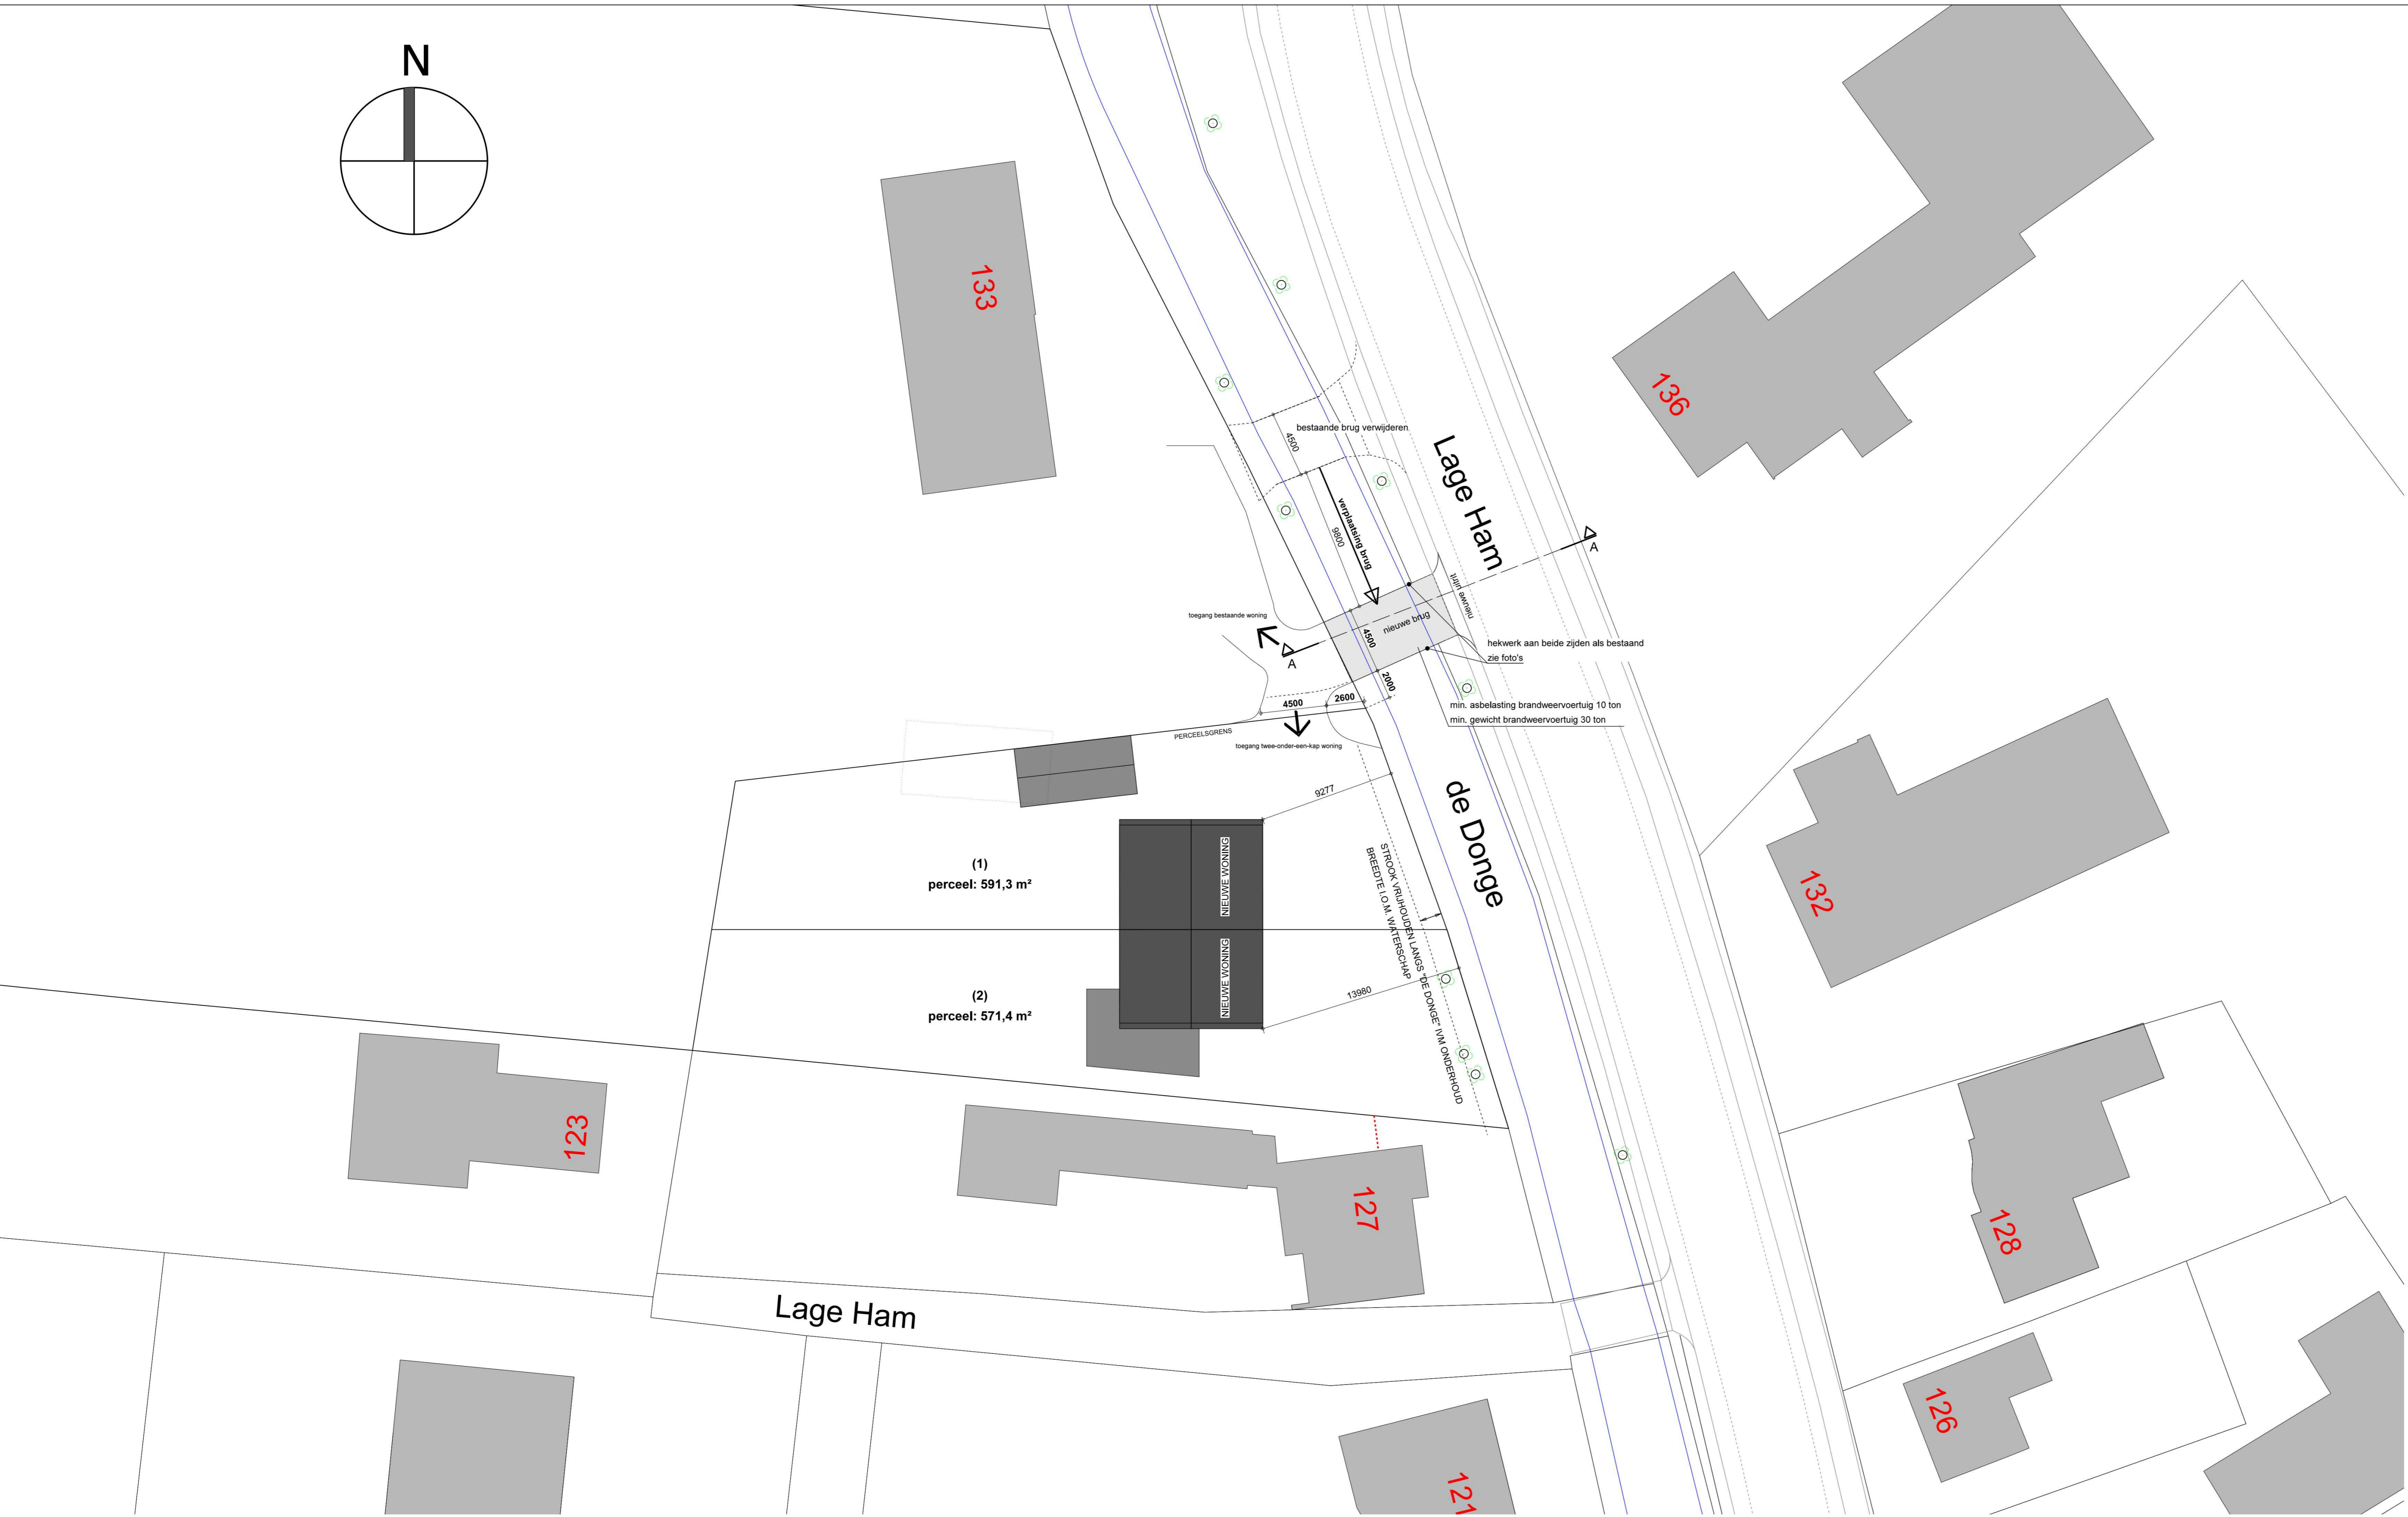 N
133
136
bestaande brug verwijderen
4500
Lage Ham
verplaatsing brug
9800
A
nieuwe uitrit
nieuwe brug
toegang bestaande woning
4500
A
hekwerk aan beide zijden als bestaand
zie foto's
2000
4500
2600
min. asbelasting brandweervoertuig 10 ton
min. gewicht brandweervoertuig 30 ton
PERCEELSGRENS
toegang twee-onder-een-kap woning
9277
de Donge
(1)
perceel: 591,3 m²
NIEUWE WONING
STROOK VRIJHOUDEN LANGS "DE DONGE" IVM ONDERHOUD
BREEDTE I.O.M. WATERSCHAP
132
(2)
perceel: 571,4 m²
NIEUWE WONING
13980
123
127
128
Lage Ham
126
121